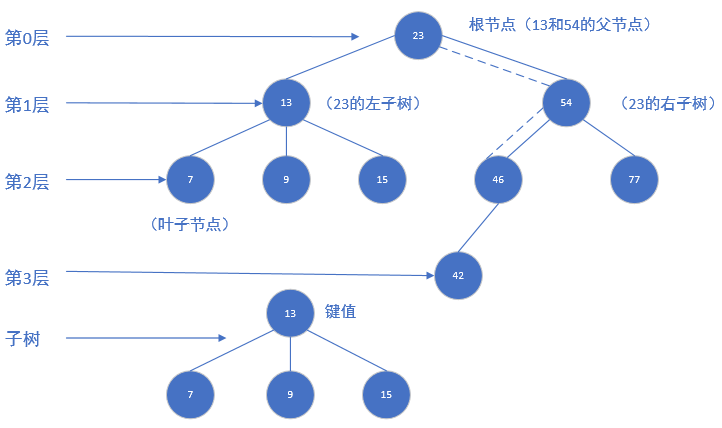 第0层
23
根节点（13和54的父节点）
第1层
13
（23的左子树）
54
（23的右子树）
第2层
7
9
15
46
77
（叶子节点）
第3层
42
13
键值
子树
7
9
15